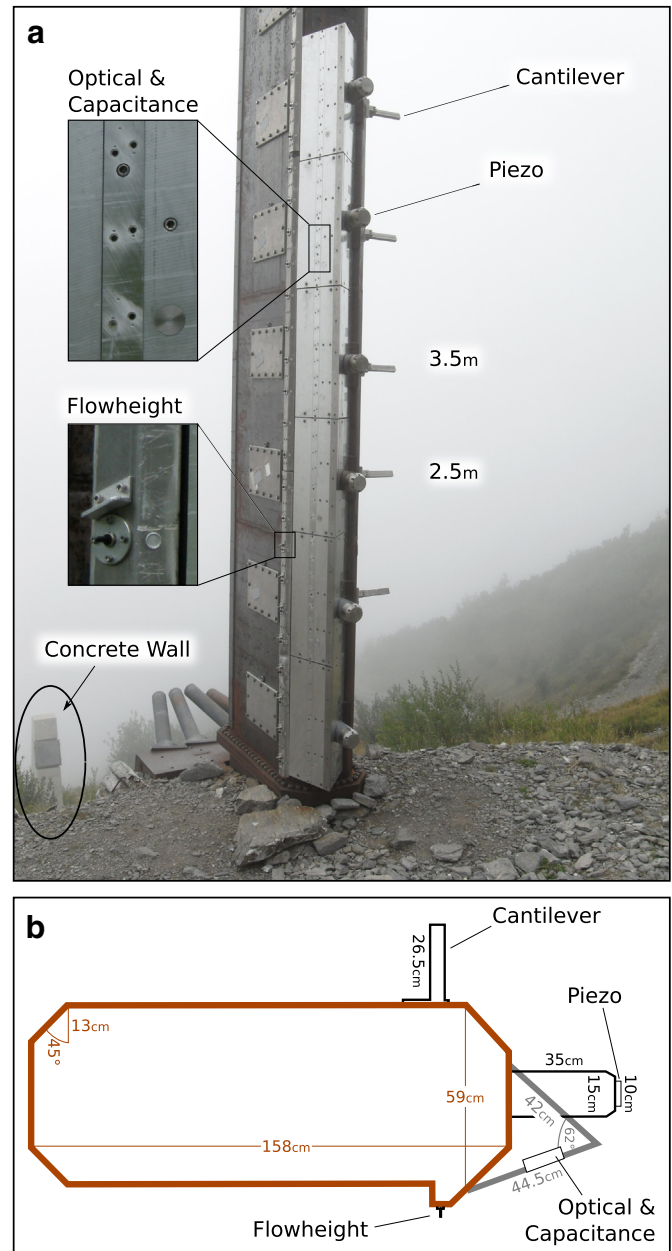 a
Optical &
Capacitance
Cantilever
Piezo
3.5m
Flowheight
2.5m
Concrete Wall
b
Cantilever
26.5cm
Piezo
13cm
45°
35cm
15cm
10cm
59cm
42cm
62°
158cm
44.5cm
Optical &
Capacitance
Flowheight